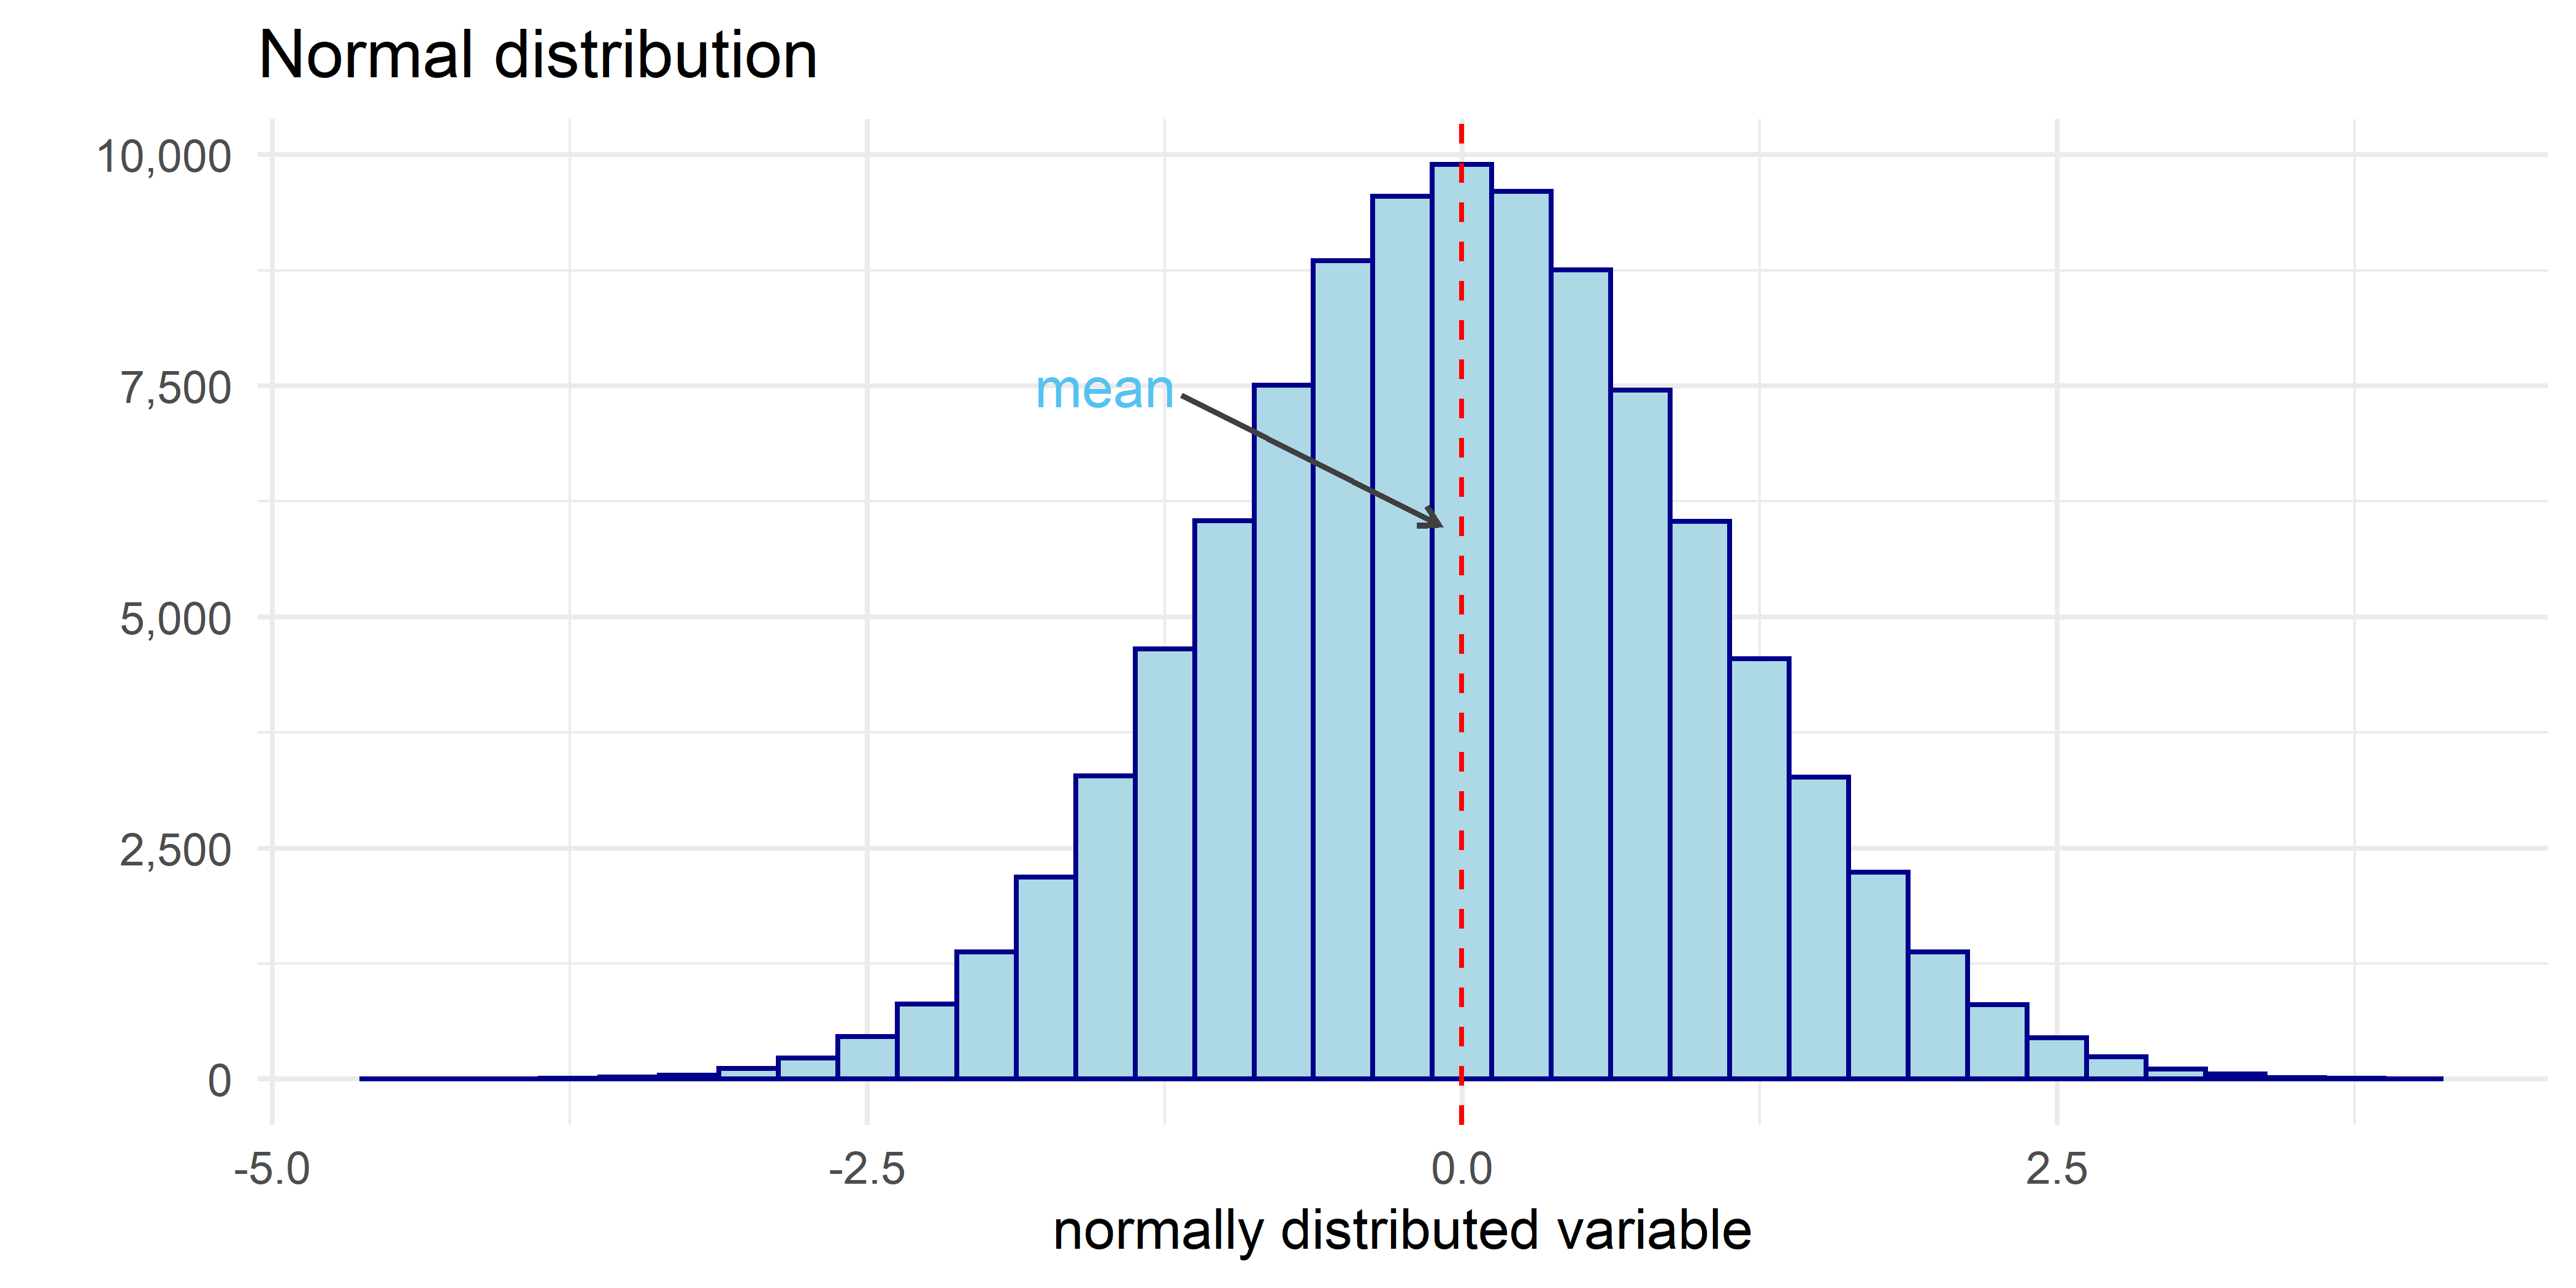 Normal distribution
10,000
7,500
mean
5,000
2,500
0
-5.0 -2.5 0.0 2.5
normally distributed variable